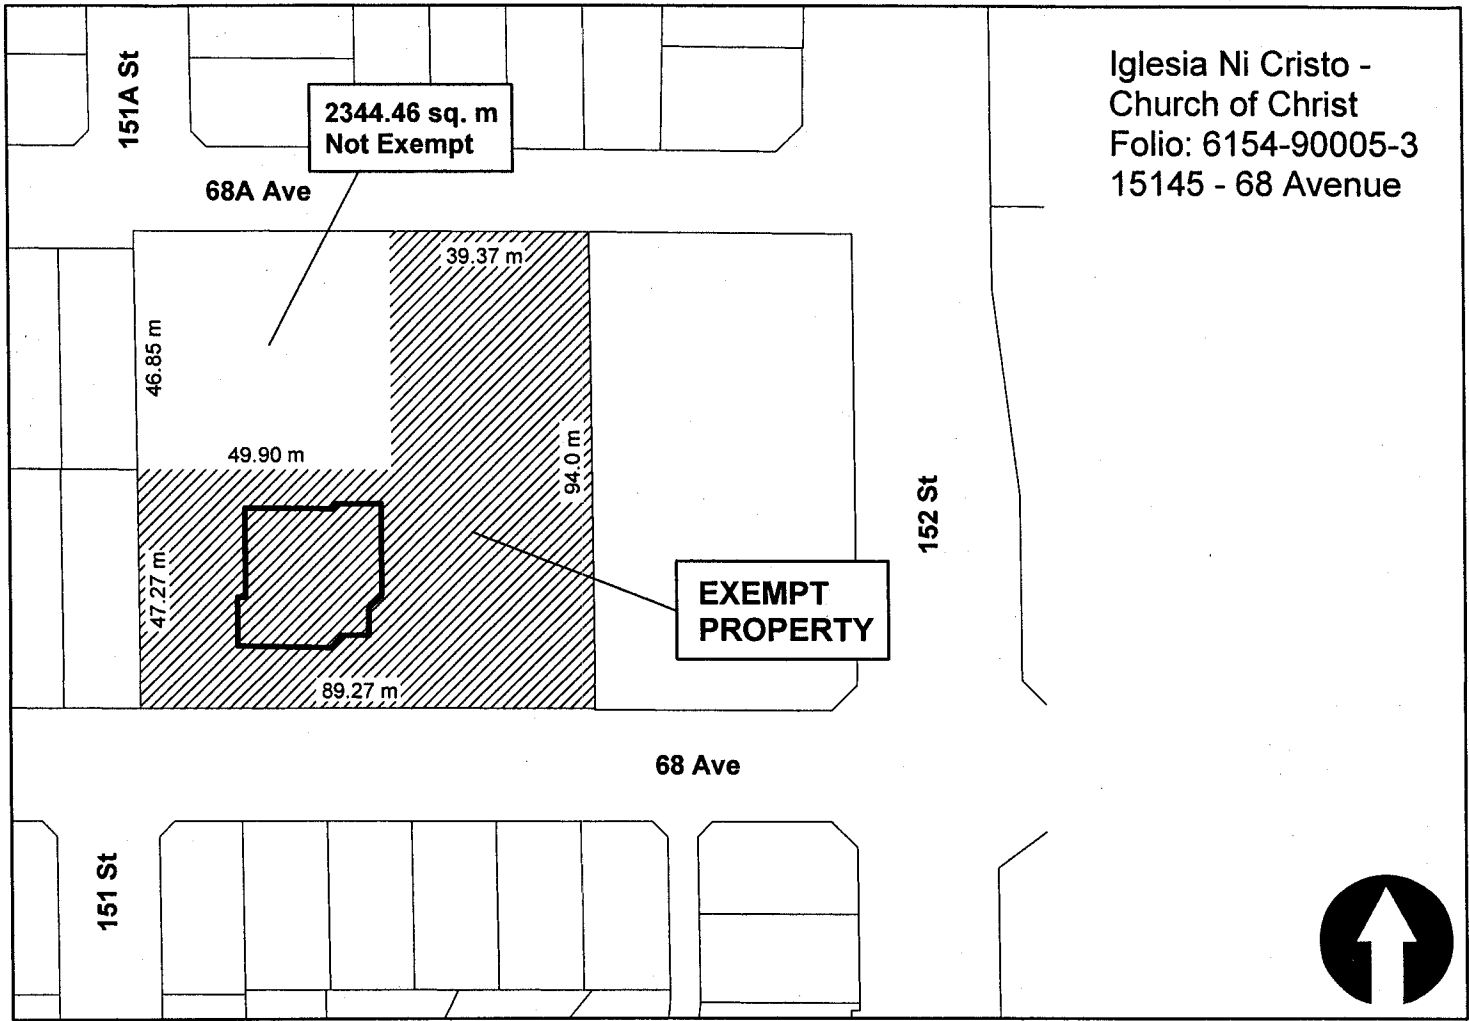 Iglesia Ni Cristo -
Church of Christ
Folio: 6154-90005-3
15145 - 68 Avenue
151A St
2344.46 sq. m
Not Exempt
68A Ave
39.37 m
46.85 m
49.90 m
94.0 m
152 St
47.27 m
EXEMPT
PROPERTY
89.27 m
68 Ave
151 St